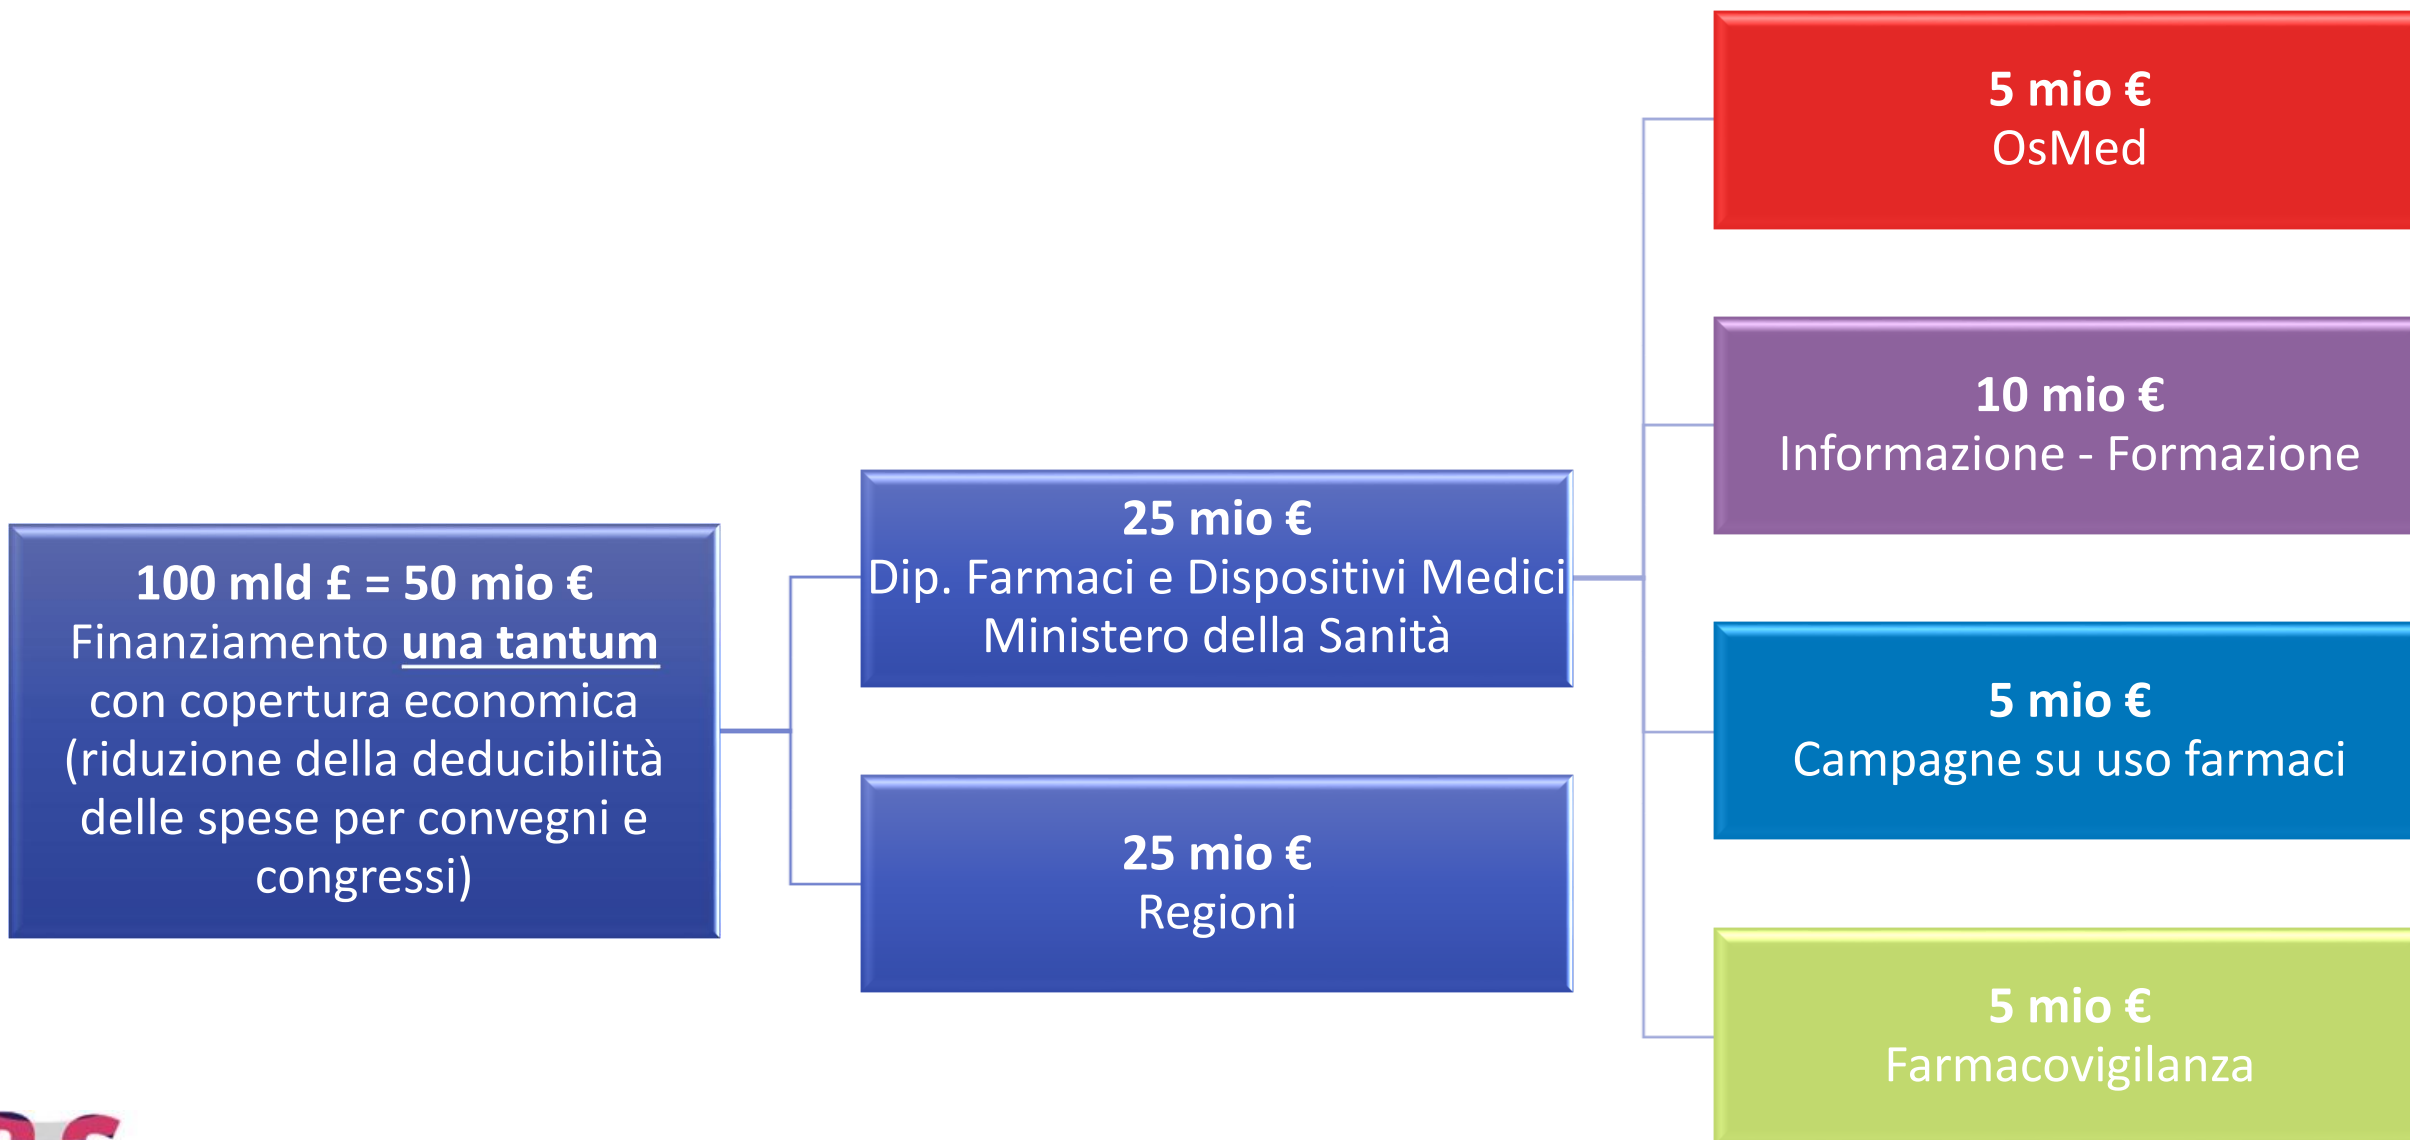 100 mld £ = 50 mio €
Finanziamento una tantum
con copertura economica
(riduzione della deducibilità
delle spese per convegni e
congressi)
25 mio €
Dip. Farmaci e Dispositivi Medici
Ministero della Sanità
25 mio €
Regioni
5 mio €
OsMed
10 mio €
Informazione - Formazione
5 mio €
Campagne su uso farmaci
5 mio €
Farmacovigilanza